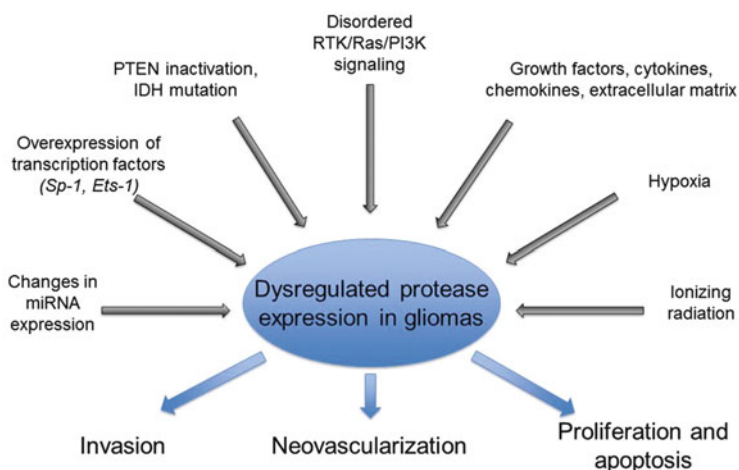 Disordered
RTK/Ras/PI3K
signaling
PTEN inactivation,
IDH mutation
Growth factors, cytokines,
chemokines, extracellular matrix
Overexpression of
transcription factors
(Sp-1, Ets-1)
Hypoxia
Changes in
miRNA
expression
Dysregulated protease
expression in gliomas
Ionizing
radiation
Invasion
Neovascularization
Proliferation and
apoptosis